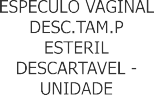 ESPECULO VAGINAL
DESC.TAM.P
ESTERIL
DESCARTAVEL -
UNIDADE